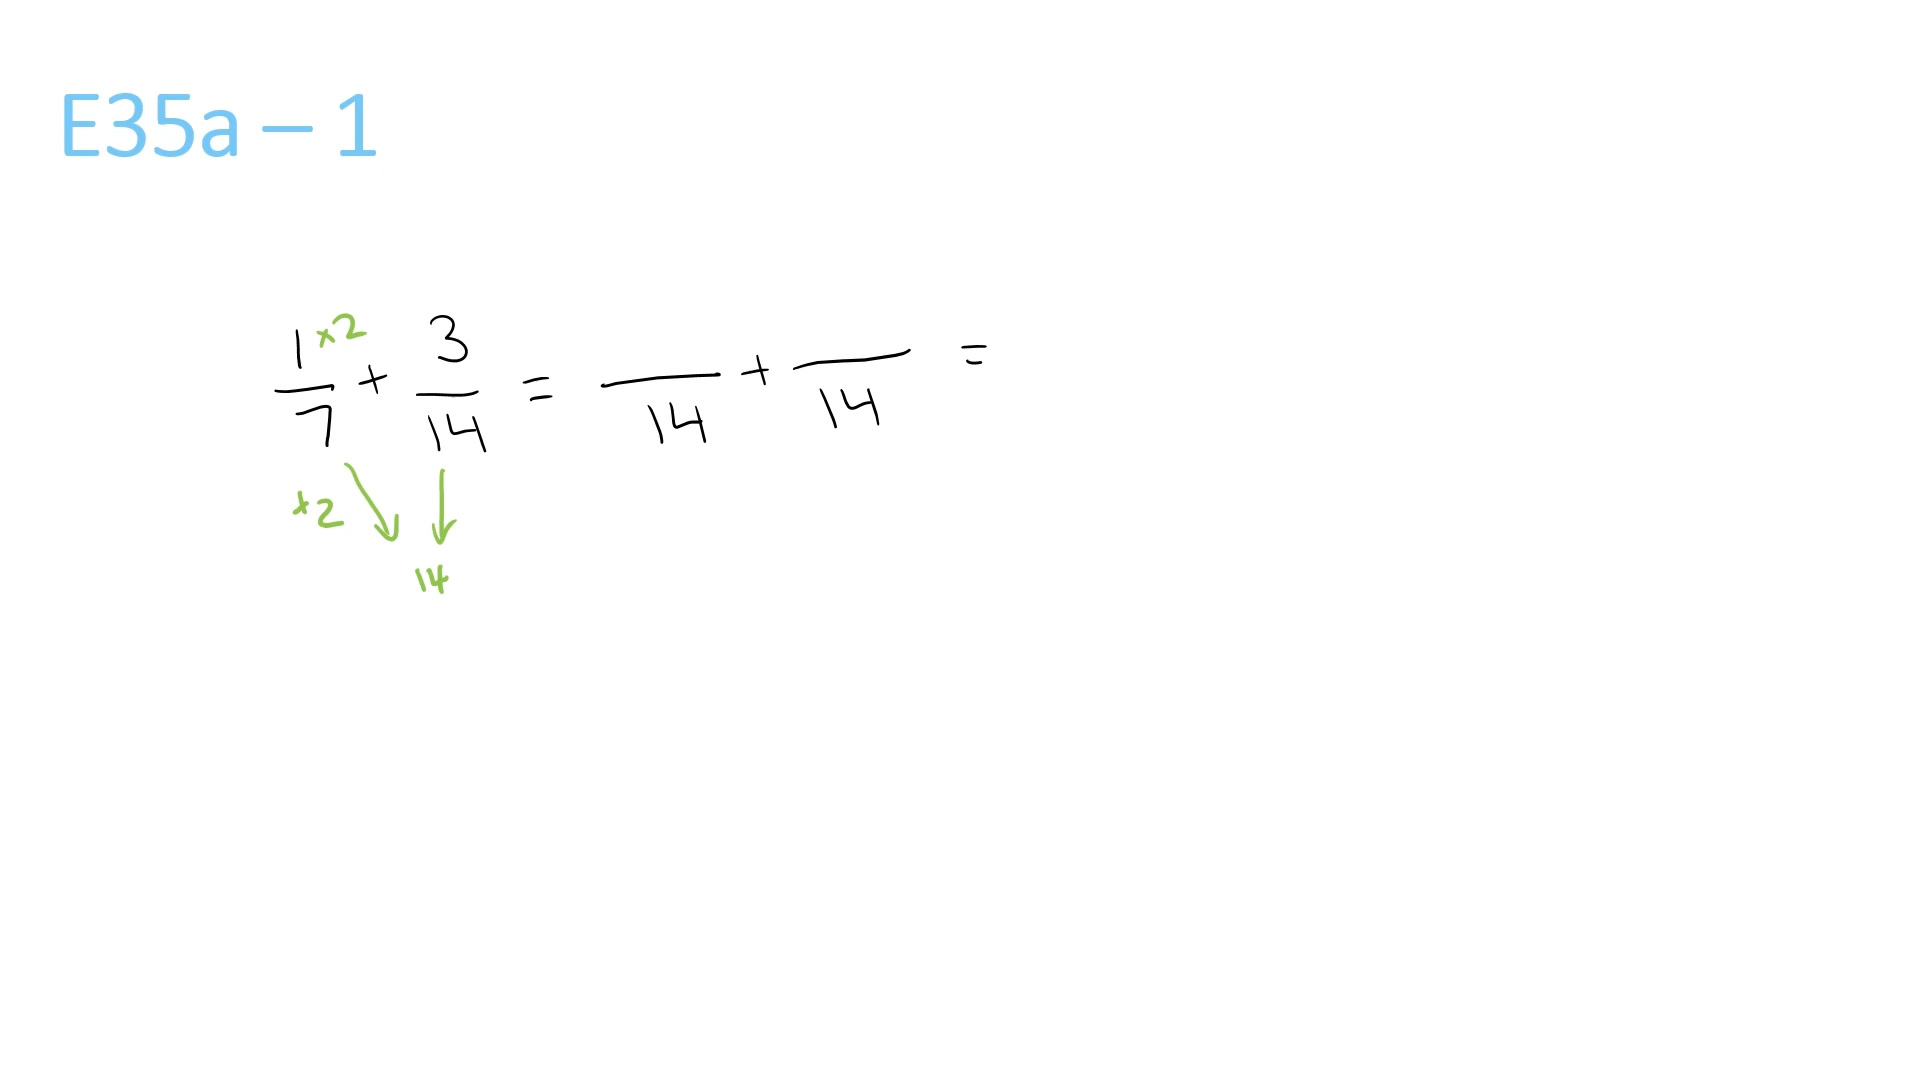 E35a – 1
1 ×2 3
— + — = — + — =
7 14 14 14
×2
14